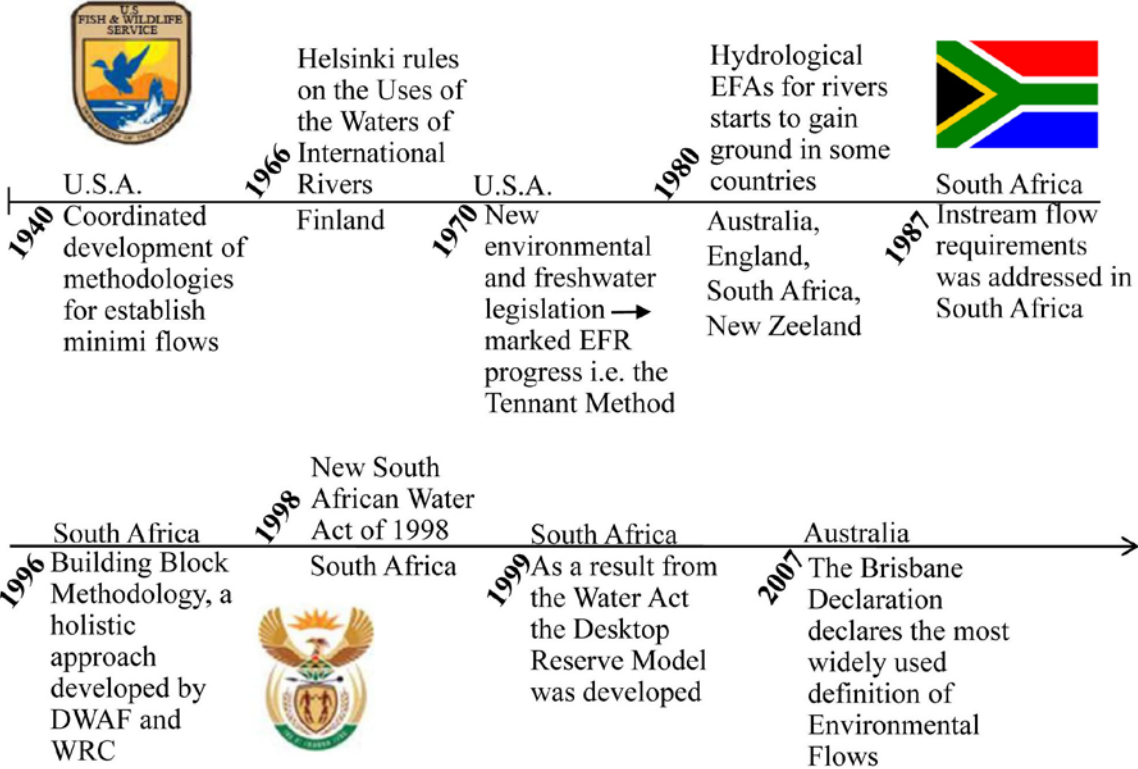 U.S.
FISH & WILDLIFE
SERVICE
DEPARTMENT OF THE INTERIOR
1940
U.S.A.
Coordinated
development of
methodologies
for establish
minimi flows
1966
Helsinki rules
on the Uses of
the Waters of
International
Rivers
Finland
1970
U.S.A.
New
environmental
and freshwater
legislation →
marked EFR
progress i.e. the
Tennant Method
1980
Hydrological
EFAs for rivers
starts to gain
ground in some
countries
Australia,
England,
South Africa,
New Zeeland
1987
South Africa
Instream flow
requirements
was addressed in
South Africa
1996
South Africa
Building Block
Methodology, a
holistic
approach
developed by
DWAF and
WRC
1998
New South
African Water
Act of 1998
South Africa
1999
South Africa
As a result from
the Water Act
the Desktop
Reserve Model
was developed
2007
Australia
The Brisbane
Declaration
declares the most
widely used
definition of
Environmental
Flows